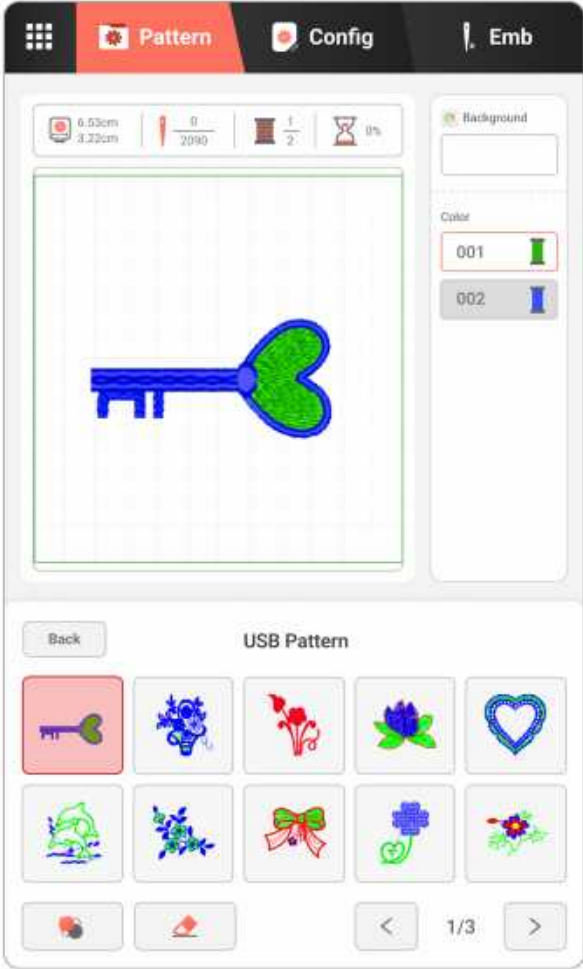 Pattern
Config
Emb
6.53cm
3.22cm
0
2090
1
2
0%
Background
Color
001
002
Back
USB Pattern
<
1/3
>